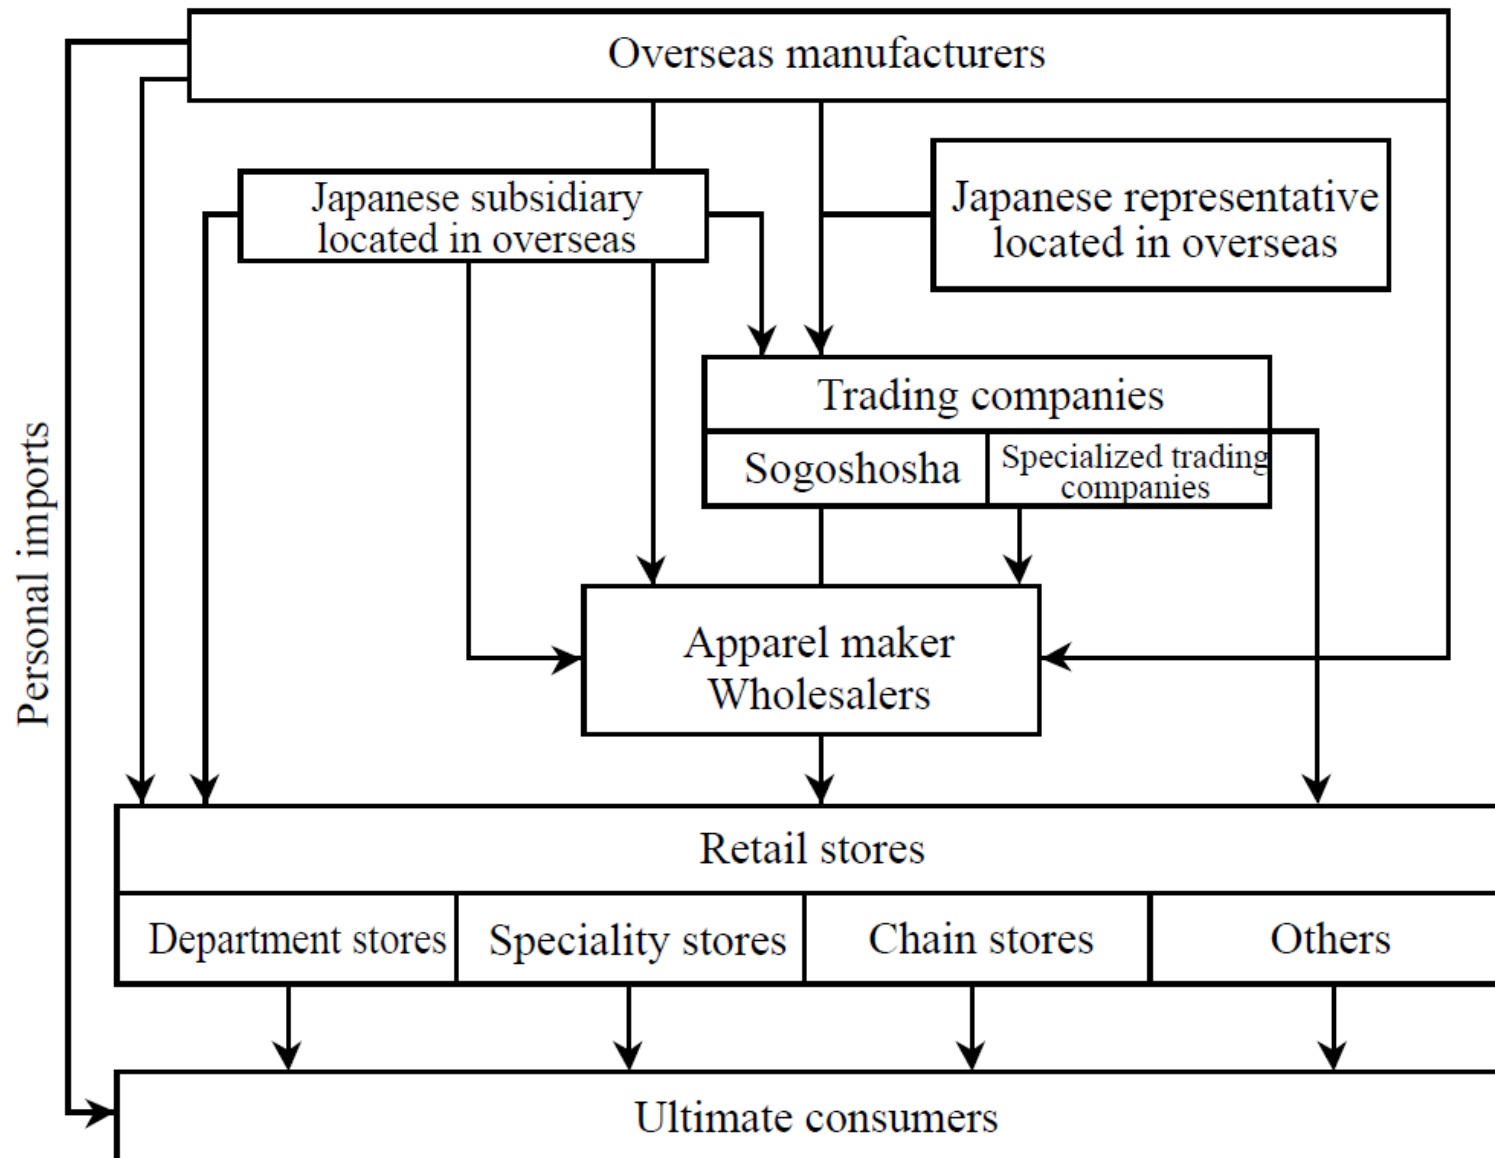 Overseas manufacturers
Japanese subsidiary
located in overseas
Japanese representative
located in overseas
Trading companies
Sogoshosha
Specialized trading
companies
Personal imports
Apparel maker
Wholesalers
Retail stores
Department stores
Speciality stores
Chain stores
Others
Ultimate consumers